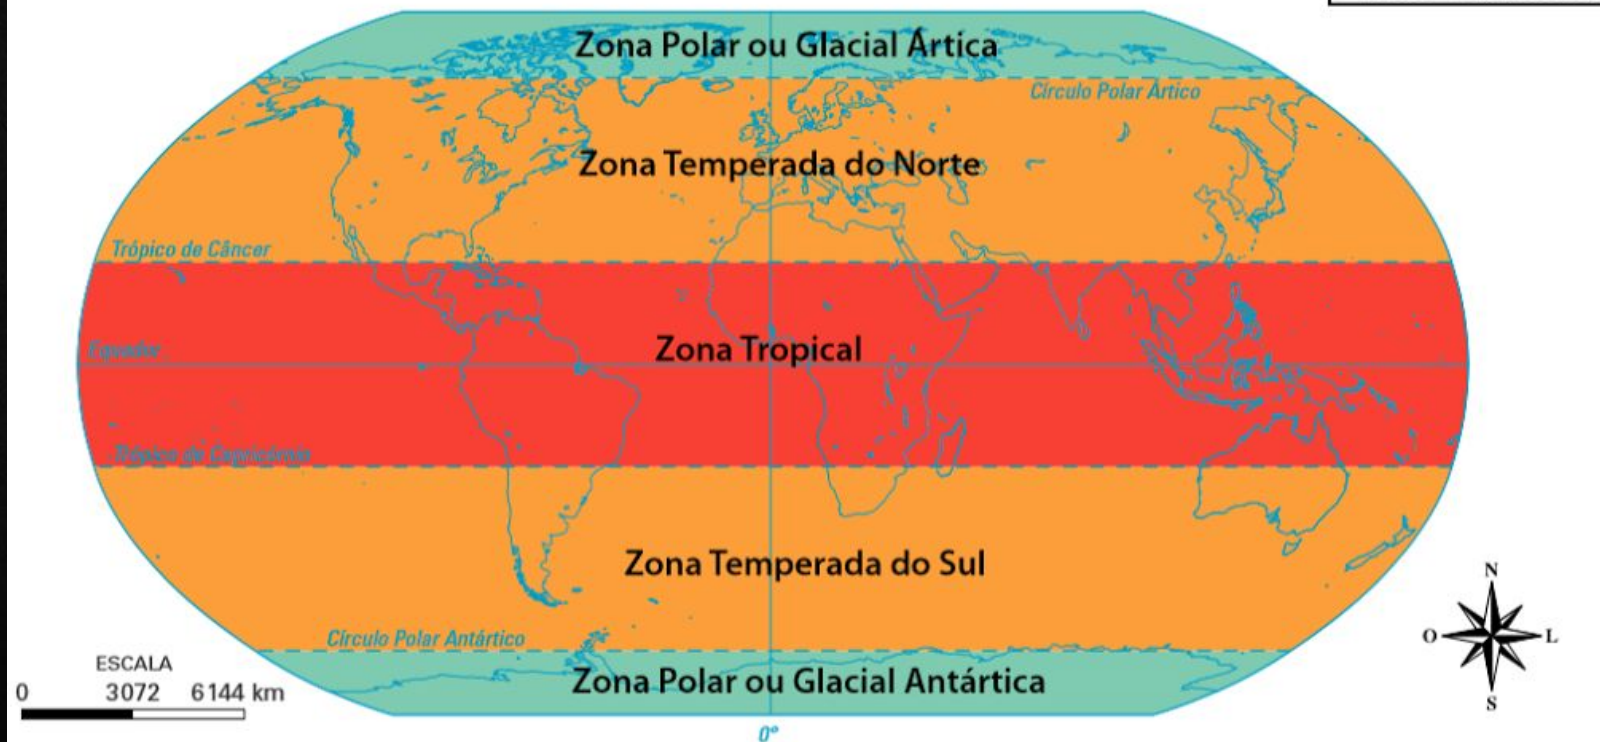 Zona Polar ou Glacial Ártica
Círculo Polar Ártico
Zona Temperada do Norte
Trópico de Câncer
Equador
Zona Tropical
Trópico de Capricórnio
Zona Temperada do Sul
Círculo Polar Antártico
Zona Polar ou Glacial Antártica
ESCALA
0 3072 6144 km
0º
N
O L
S